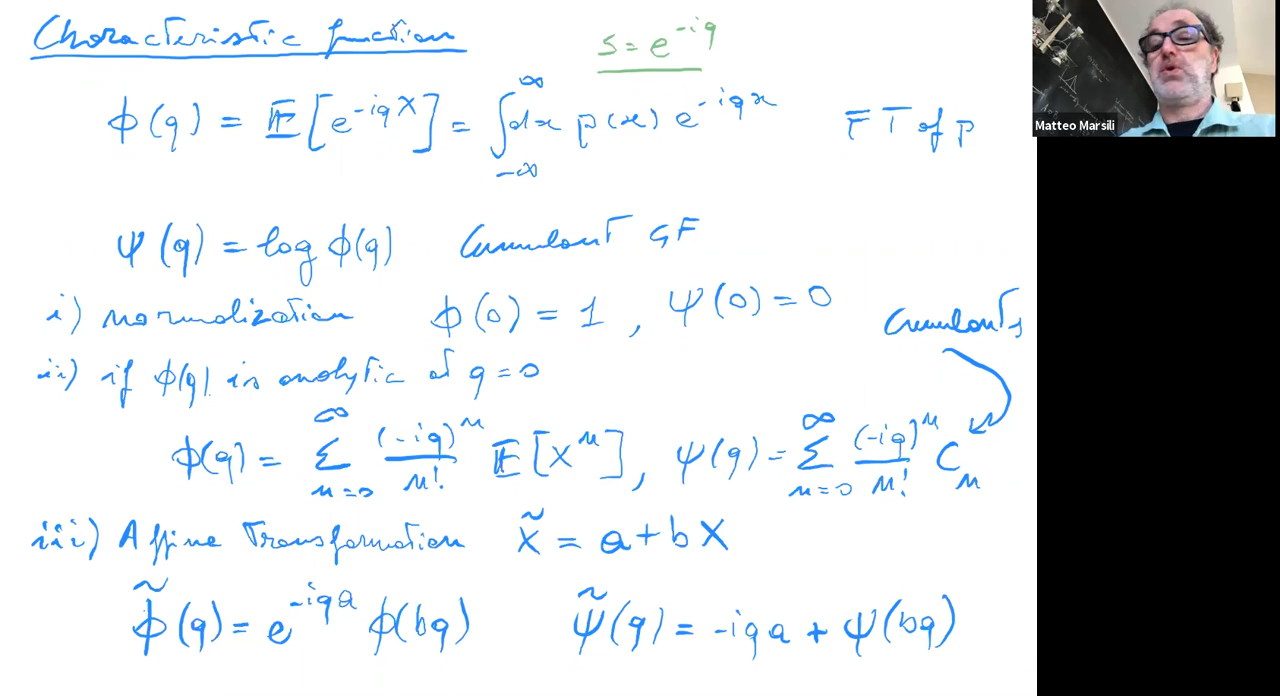 Characteristic function
s = e^{-iq}
ϕ(q) = 𝔼[e^{-iqX}] = ∫_{-∞}^{∞} dx p(x) e^{-iqx} FT of p
ψ(q) = log ϕ(q) Cumulant GF
i) normalization ϕ(0) = 1, ψ(0) = 0
Cumulants
ii) if ϕ(q) is analytic at q = 0
ϕ(q) = Σ_{n=0}^{∞} (-iq)^n / n! 𝔼[X^n], ψ(q) = Σ_{n=0}^{∞} (-iq)^n / n! C_n
iii) Affine Transformation X̃ = a + bX
ϕ̃(q) = e^{-iqa} ϕ(bq) ψ̃(q) = -iqa + ψ(bq)
Matteo Marsili